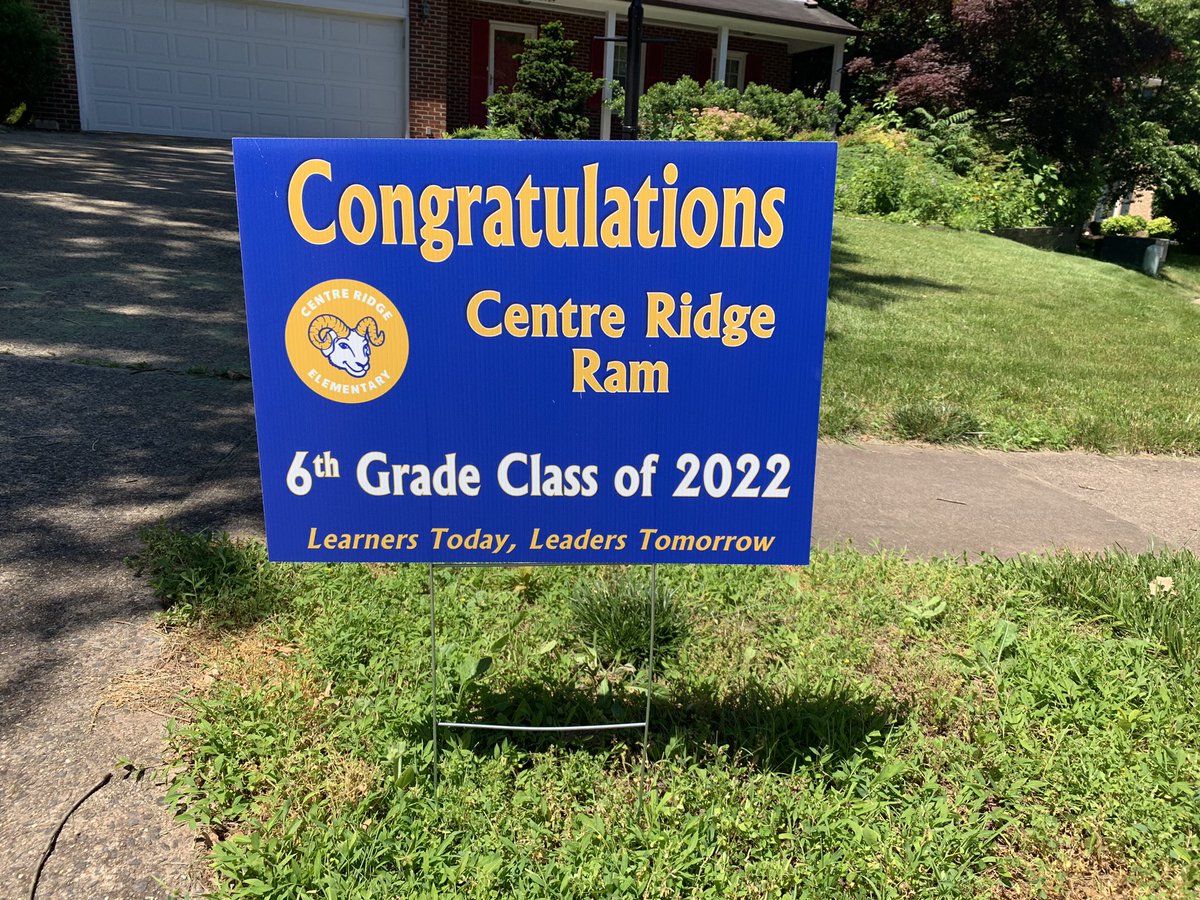 Congratulations
CENTRE RIDGE
ELEMENTARY
Centre Ridge
Ram
6th Grade Class of 2022
Learners Today, Leaders Tomorrow